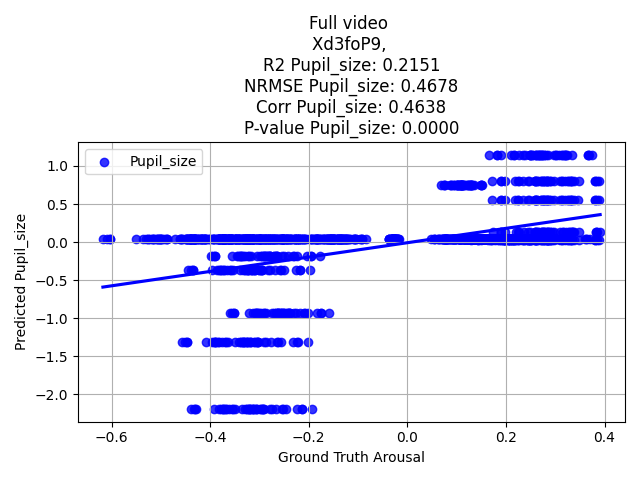 Full video
Xd3foP9,
R2 Pupil_size: 0.2151
NRMSE Pupil_size: 0.4678
Corr Pupil_size: 0.4638
P-value Pupil_size: 0.0000
Pupil_size
1.0
0.5
0.0
−0.5
−1.0
−1.5
−2.0
Predicted Pupil_size
−0.6 −0.4 −0.2 0.0 0.2 0.4
Ground Truth Arousal